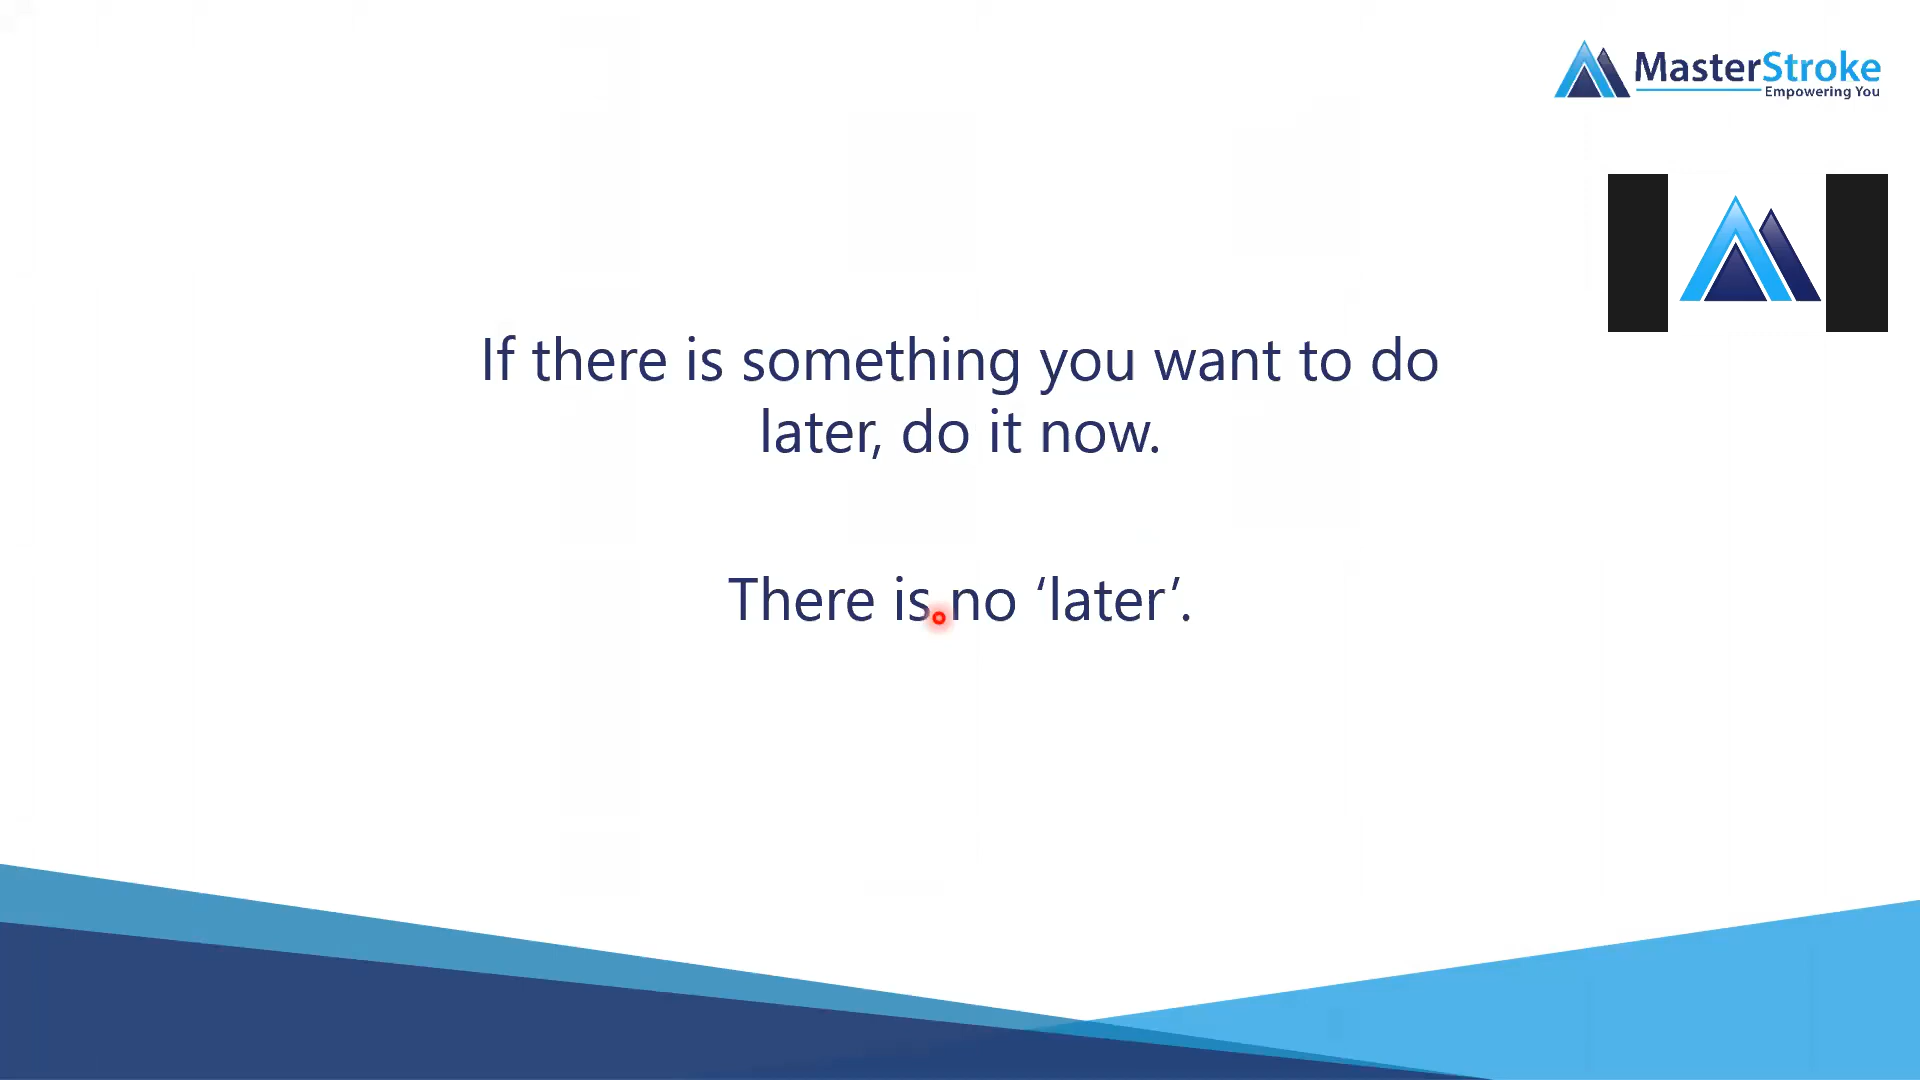 MasterStroke
Empowering You
If there is something you want to do
later, do it now.
There is no ‘later’.